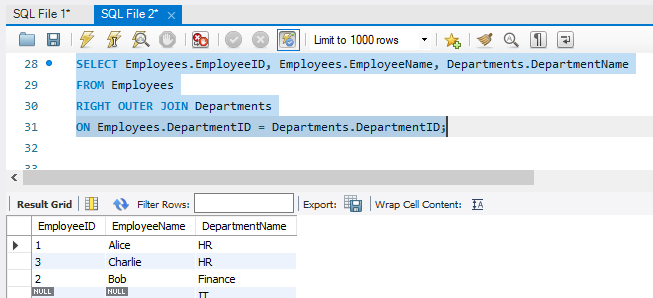 SQL File 1* SQL File 2* ×
Limit to 1000 rows
28 SELECT Employees.EmployeeID, Employees.EmployeeName, Departments.DepartmentName
29 FROM Employees
30 RIGHT OUTER JOIN Departments
31 ON Employees.DepartmentID = Departments.DepartmentID;
32
33
Result Grid Filter Rows: Export: Wrap Cell Content:
EmployeeID EmployeeName DepartmentName
1 Alice HR
3 Charlie HR
2 Bob Finance
NULL NULL IT